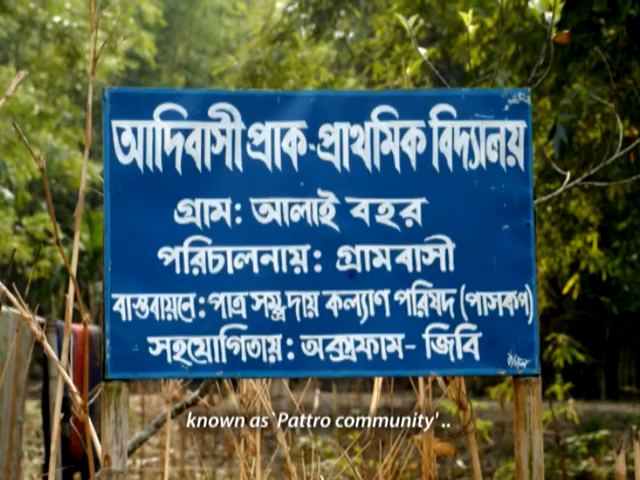 আদিবাসী প্রাক-প্রাথমিক বিদ্যালয়
গ্রাম: আলাই বহর
পরিচালনায়: গ্রামবাসী
বাস্তবায়নে: পাত্র সম্প্রদায় কল্যাণ পরিষদ (পাসকপ)
সহযোগিতায়: অক্সফাম- জিবি
known as `Pattro community' ..